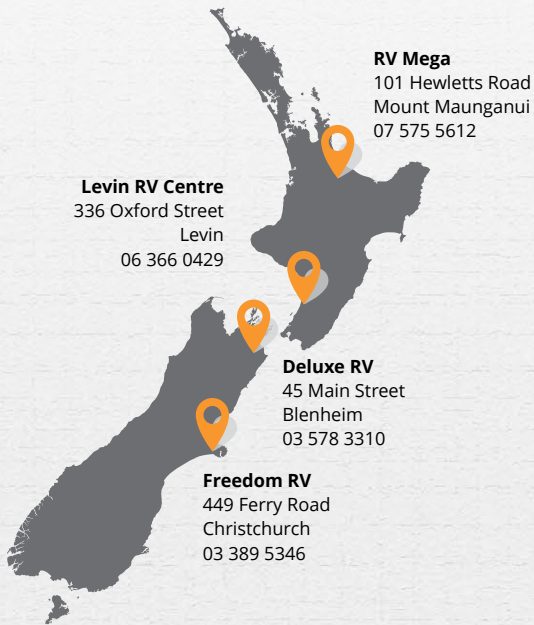 RV Mega
101 Hewletts Road
Mount Maunganui
07 575 5612
Levin RV Centre
336 Oxford Street
Levin
06 366 0429
Deluxe RV
45 Main Street
Blenheim
03 578 3310
Freedom RV
449 Ferry Road
Christchurch
03 389 5346